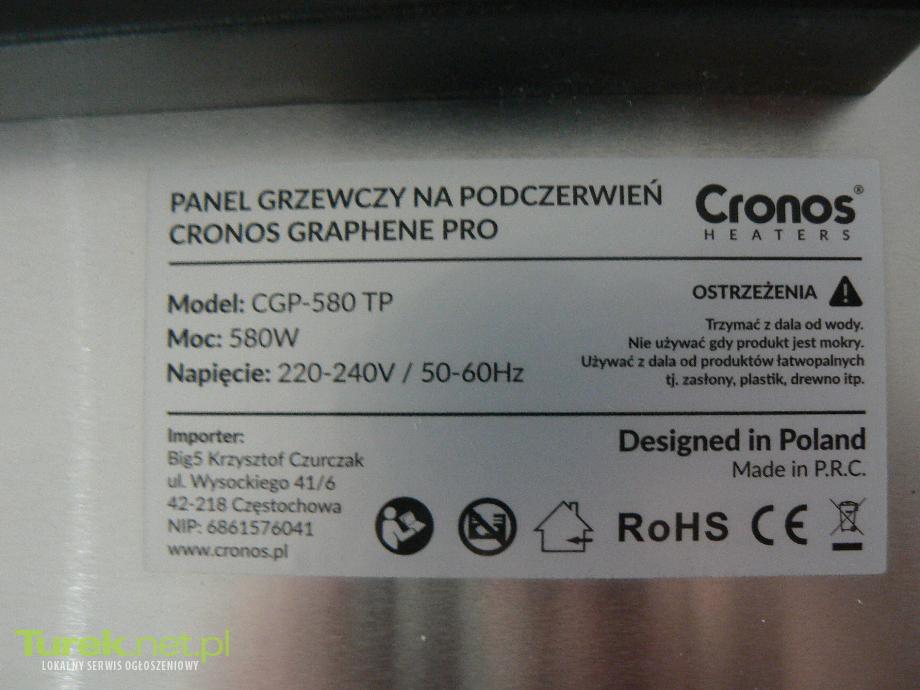 PANEL GRZEWCZY NA PODCZERWIEŃ
CRONOS GRAPHENE PRO
Cronos®
HEATERS
Model: CGP-580 TP
Moc: 580W
Napięcie: 220-240V / 50-60Hz
OSTRZEŻENIA
Trzymać z dala od wody.
Nie używać gdy produkt jest mokry.
Używać z dala od produktów łatwopalnych
tj. zasłony, plastik, drewno itp.
Importer:
Big5 Krzysztof Czurczak
ul. Wysockiego 41/6
42-218 Częstochowa
NIP: 6861576041
www.cronos.pl
Designed in Poland
Made in P.R.C.
RoHS CE
Turek.net.pl
LOKALNY SERWIS OGŁOSZENIOWY